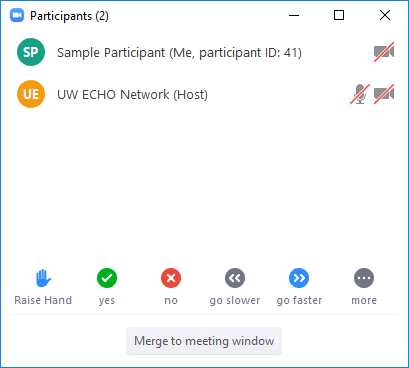 Participants (2)
SP Sample Participant (Me, participant ID: 41)
UE UW ECHO Network (Host)
Raise Hand yes no go slower go faster more
Merge to meeting window